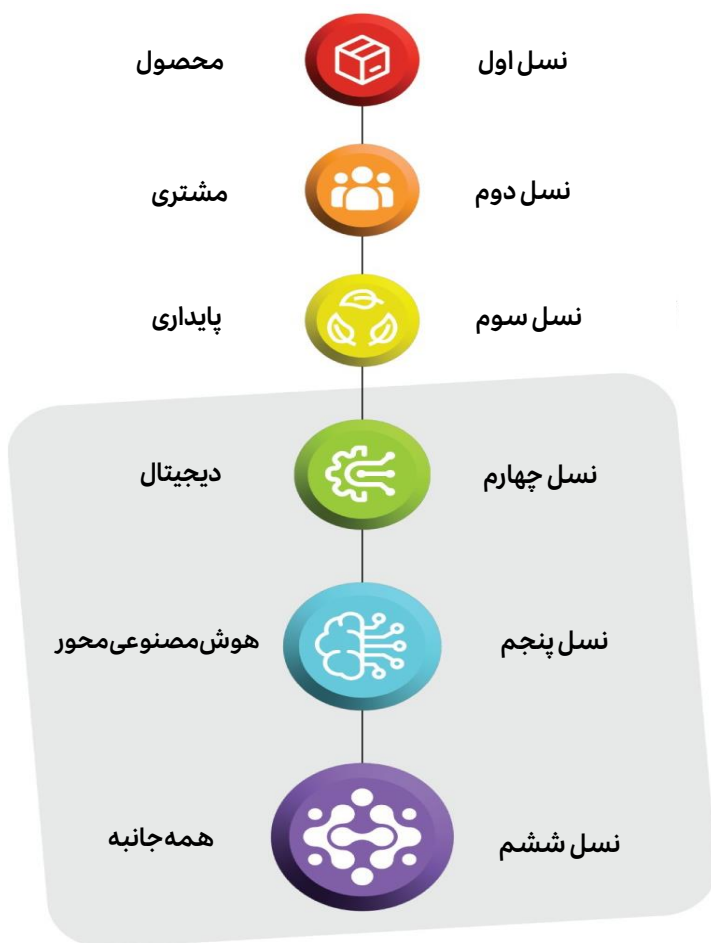 نسل اول
محصول
نسل دوم
مشتری
نسل سوم
پایداری
نسل چهارم
دیجیتال
نسل پنجم
هوش‌مصنوعی‌محور
نسل ششم
همه‌جانبه